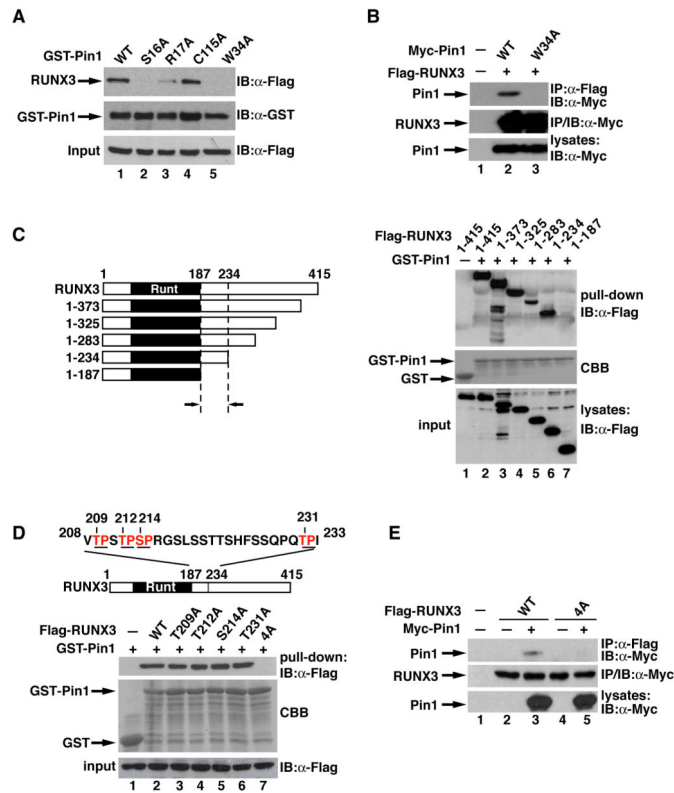 A
GST-Pin1
WT S16A R17A C115A W34A
RUNX3 IB:α-Flag
GST-Pin1 IB:α-GST
Input IB:α-Flag
1 2 3 4 5
B
Myc-Pin1 – WT W34A
Flag-RUNX3 – + +
Pin1 IP:α-Flag
IB:α-Myc
RUNX3 IP/IB:α-Myc
Pin1 lysates:
IB:α-Myc
1 2 3
C
1 187 234 415
RUNX3 Runt
1-373
1-325
1-283
1-234
1-187
Flag-RUNX3 1-415 1-415 1-373 1-325 1-283 1-234 1-187
GST-Pin1 – + + + + + +
pull-down
IB:α-Flag
GST-Pin1
GST
CBB
input
lysates:
IB:α-Flag
1 2 3 4 5 6 7
D
209 212 214 231
208 VTPSTPSPRGSLSSTTSHFSSQPQTPI 233
1 187 234 415
RUNX3 Runt
Flag-RUNX3 – WT T209A T212A S214A T231A 4A
GST-Pin1 + + + + + + +
pull-down:
IB:α-Flag
GST-Pin1
CBB
GST
input IB:α-Flag
1 2 3 4 5 6 7
E
Flag-RUNX3 – WT 4A
Myc-Pin1 – – + – +
Pin1 IP:α-Flag
IB:α-Myc
RUNX3 IP/IB:α-Myc
Pin1 lysates:
IB:α-Myc
1 2 3 4 5